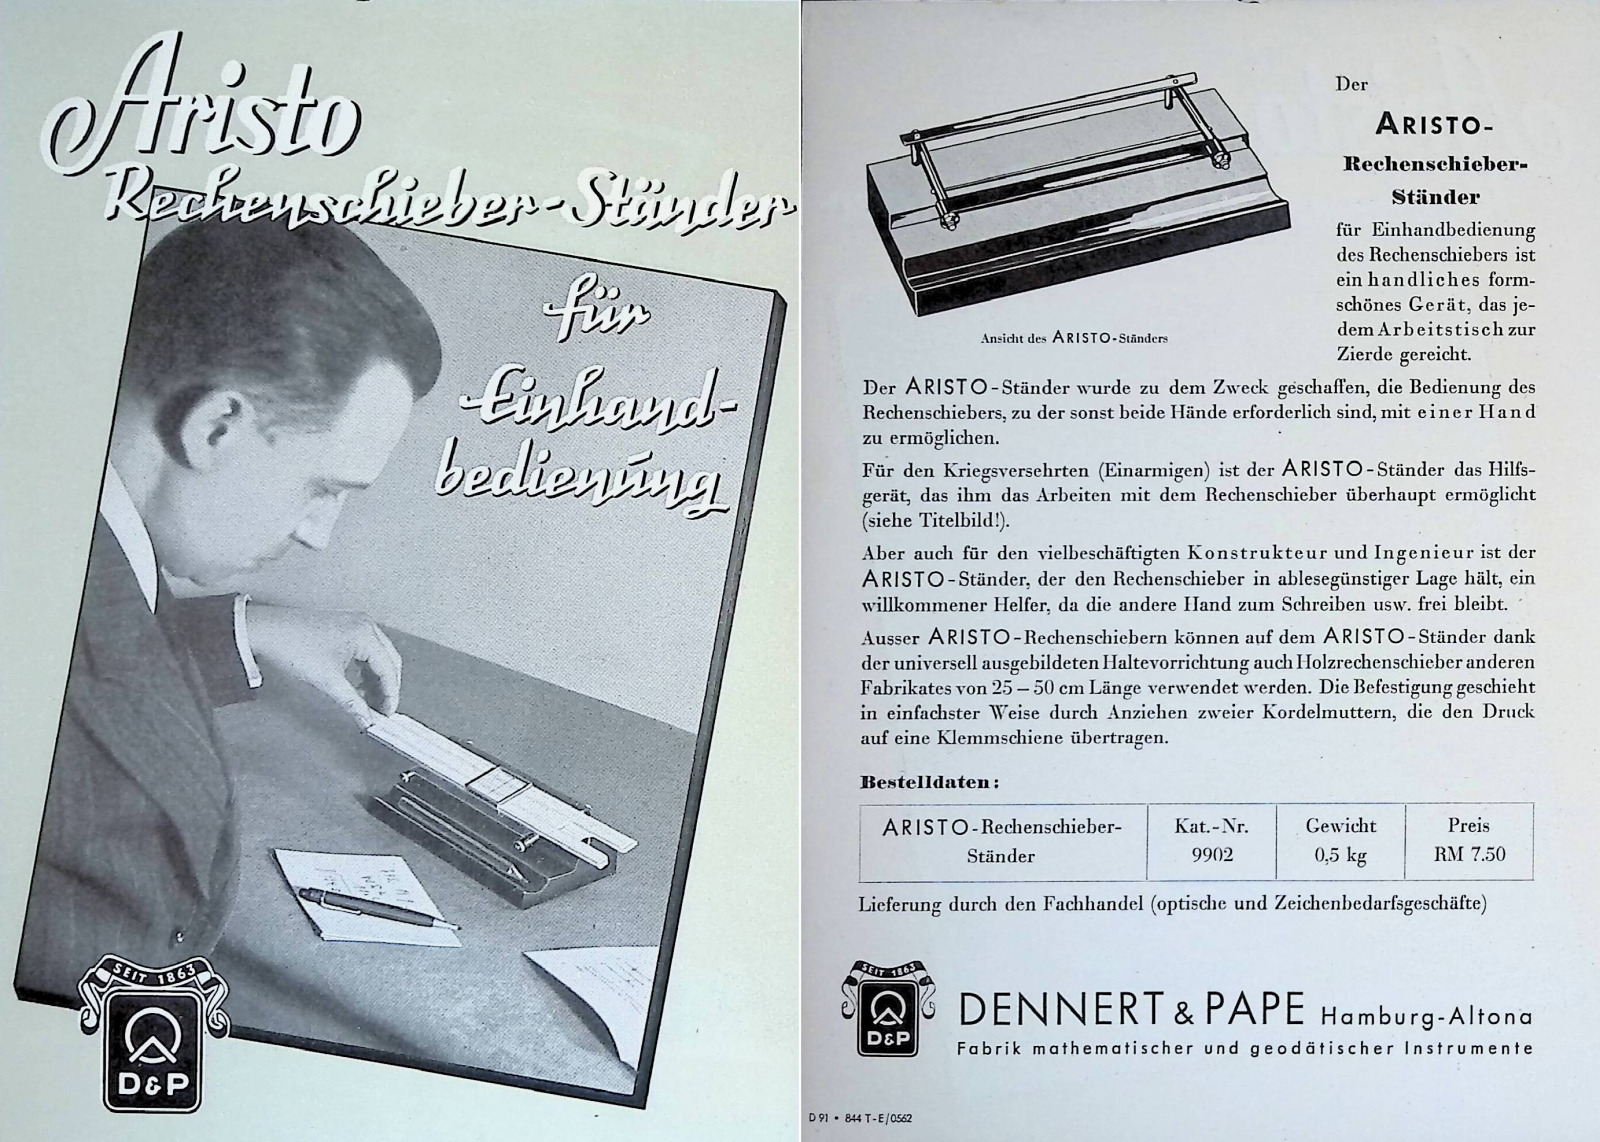 Aristo
Rechenschieber-Ständer
für
Einhand-
bedienung
SEIT 1863
D&P
Der
ARISTO-
Rechenschieber-
Ständer
für Einhandbedienung
des Rechenschiebers ist
ein handliches form-
schönes Gerät, das je-
dem Arbeitstisch zur
Zierde gereicht.
Ansicht des ARISTO-Ständers
Der ARISTO-Ständer wurde zu dem Zweck geschaffen, die Bedienung des
Rechenschiebers, zu der sonst beide Hände erforderlich sind, mit einer Hand
zu ermöglichen.
Für den Kriegsversehrten (Einarmigen) ist der ARISTO-Ständer das Hilfs-
gerät, das ihm das Arbeiten mit dem Rechenschieber überhaupt ermöglicht
(siehe Titelbild!).
Aber auch für den vielbeschäftigten Konstrukteur und Ingenieur ist der
ARISTO-Ständer, der den Rechenschieber in ablesegünstiger Lage hält, ein
willkommener Helfer, da die andere Hand zum Schreiben usw. frei bleibt.
Ausser ARISTO-Rechenschiebern können auf dem ARISTO-Ständer dank
der universell ausgebildeten Haltevorrichtung auch Holzrechenschieber anderen
Fabrikates von 25 – 50 cm Länge verwendet werden. Die Befestigung geschieht
in einfachster Weise durch Anziehen zweier Kordelmuttern, die den Druck
auf eine Klemmschiene übertragen.
Bestelldaten:
ARISTO-Rechenschieber- Kat.-Nr. Gewicht Preis
Ständer 9902 0,5 kg RM 7.50
Lieferung durch den Fachhandel (optische und Zeichenbedarfsgeschäfte)
SEIT 1863
D&P
DENNERT & PAPE Hamburg-Altona
Fabrik mathematischer und geodätischer Instrumente
D 91 • 844 T-E/0562